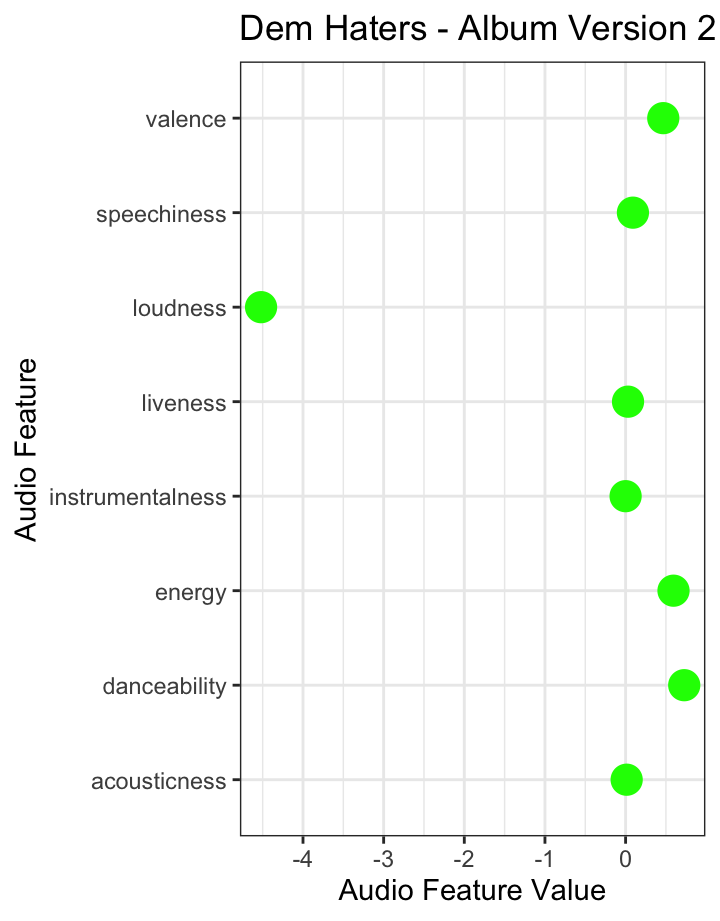 Dem Haters - Album Version 2
Audio Feature
valence
speechiness
loudness
liveness
instrumentalness
energy
danceability
acousticness
-4 -3 -2 -1 0
Audio Feature Value